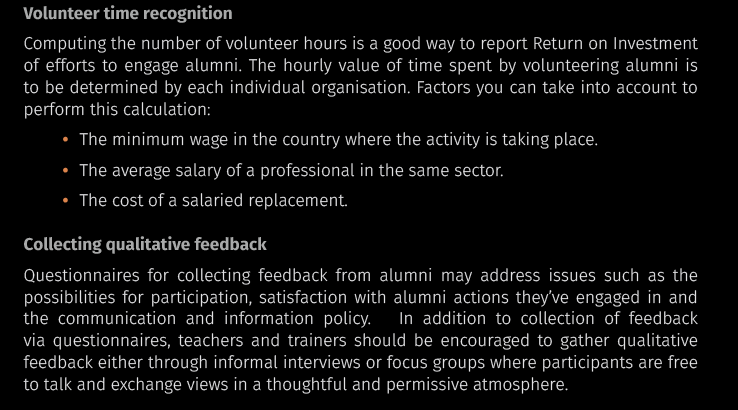 Volunteer time recognition
Computing the number of volunteer hours is a good way to report Return on Investment
of efforts to engage alumni. The hourly value of time spent by volunteering alumni is
to be determined by each individual organisation. Factors you can take into account to
perform this calculation:
• The minimum wage in the country where the activity is taking place.
• The average salary of a professional in the same sector.
• The cost of a salaried replacement.
Collecting qualitative feedback
Questionnaires for collecting feedback from alumni may address issues such as the
possibilities for participation, satisfaction with alumni actions they’ve engaged in and
the communication and information policy. In addition to collection of feedback
via questionnaires, teachers and trainers should be encouraged to gather qualitative
feedback either through informal interviews or focus groups where participants are free
to talk and exchange views in a thoughtful and permissive atmosphere.